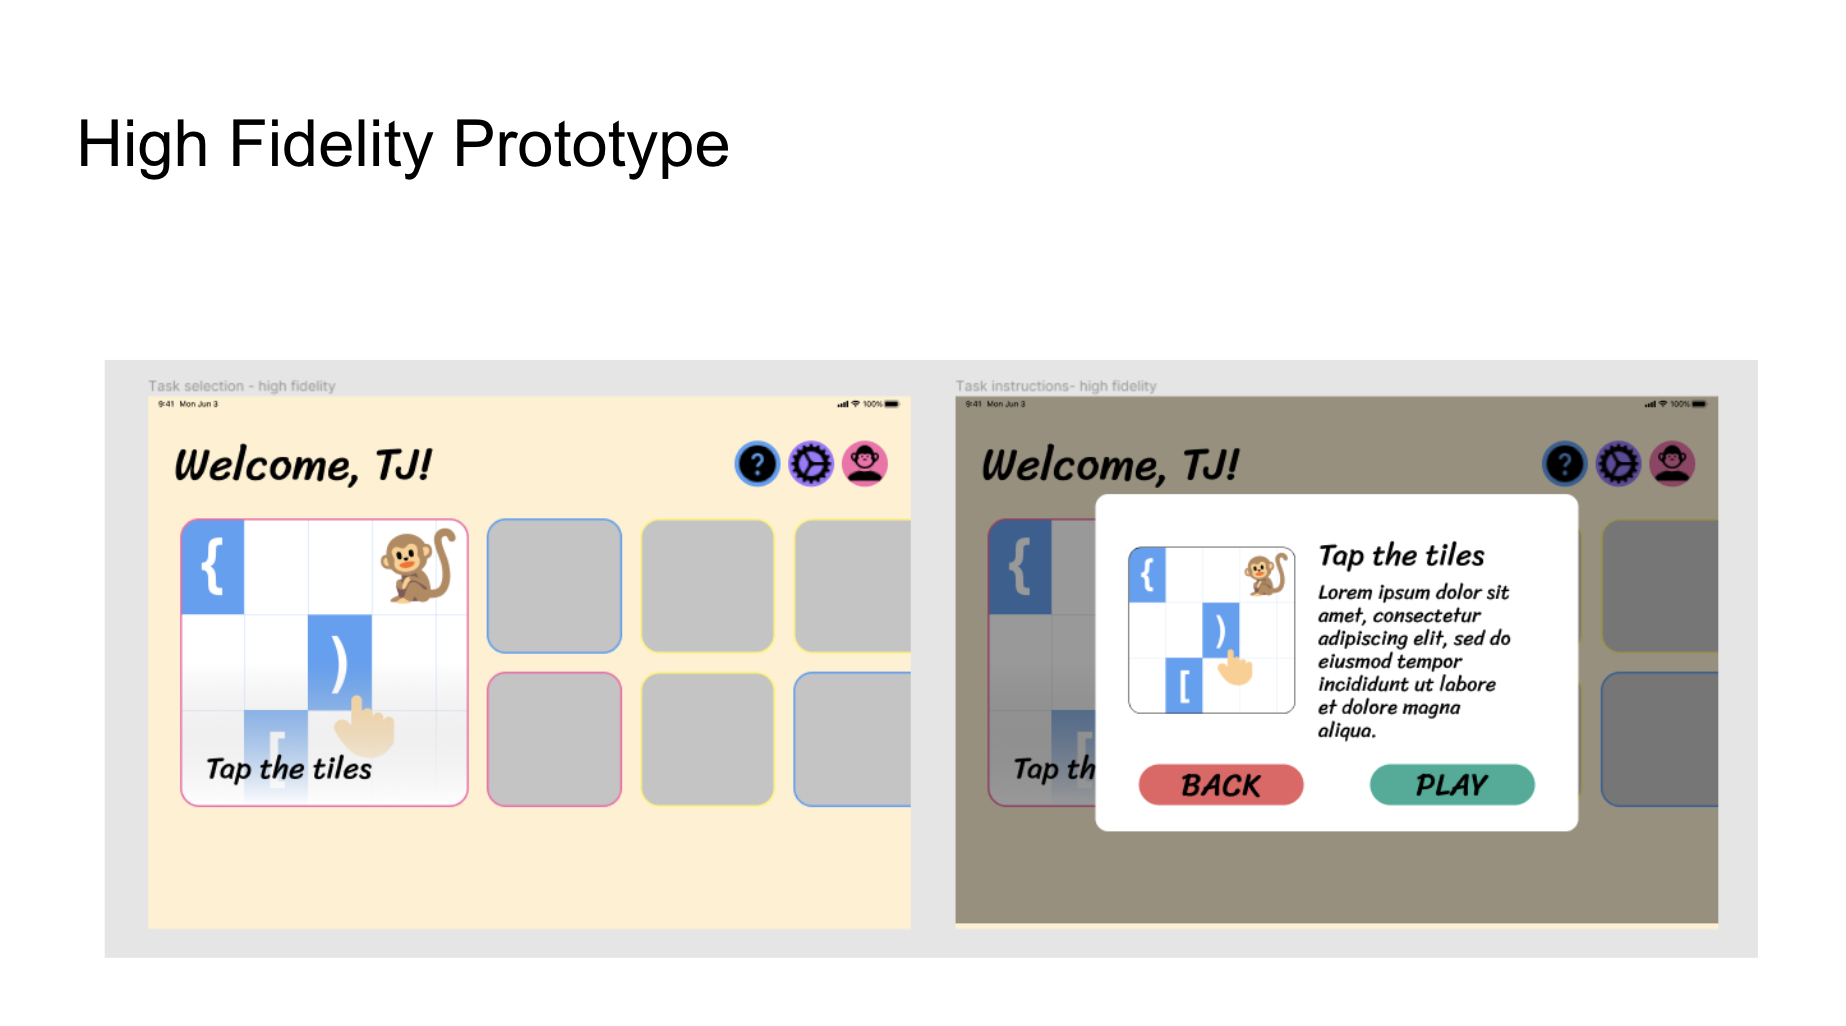 High Fidelity Prototype
Task selection - high fidelity
9:41 Mon Jun 3
100%
Welcome, TJ!
?
{
)
[
Tap the tiles
Task instructions- high fidelity
9:41 Mon Jun 3
100%
Welcome, TJ!
?
{
[
Tap th
{
)
[
Tap the tiles
Lorem ipsum dolor sit
amet, consectetur
adipiscing elit, sed do
eiusmod tempor
incididunt ut labore
et dolore magna
aliqua.
BACK
PLAY